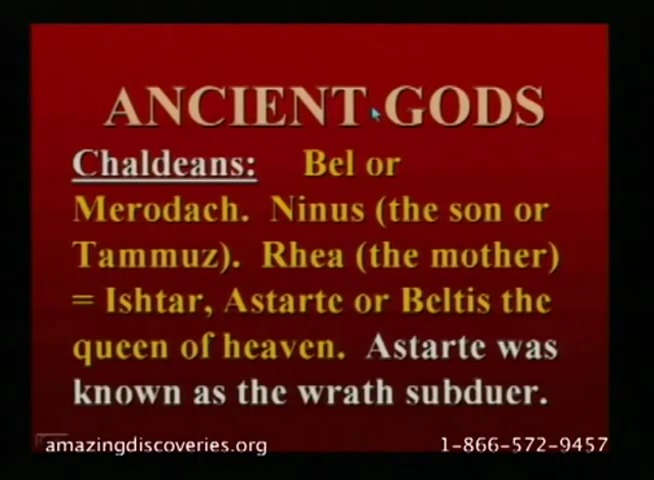 ANCIENT GODS
Chaldeans: Bel or
Merodach. Ninus (the son or
Tammuz). Rhea (the mother)
= Ishtar, Astarte or Beltis the
queen of heaven. Astarte was
known as the wrath subduer.
amazingdiscoveries.org 1-866-572-9457